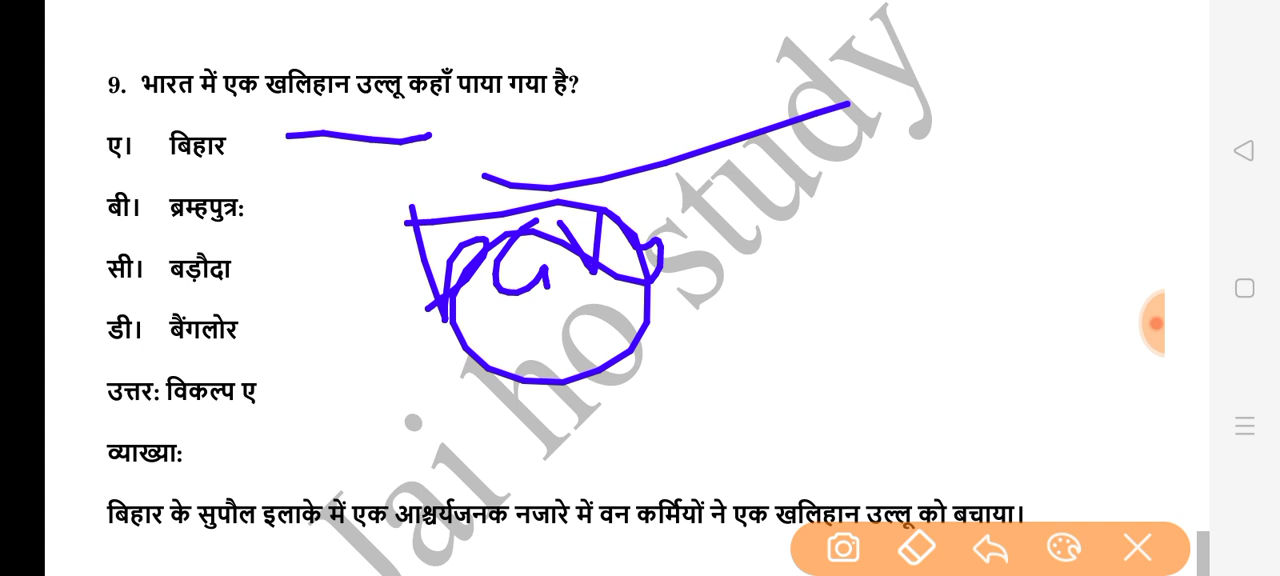 9. भारत में एक खलिहान उल्लू कहाँ पाया गया है?
ए। बिहार
बी। ब्रम्हपुत्र:
सी। बड़ौदा
डी। बैंगलोर
उत्तर: विकल्प ए
व्याख्या:
बिहार के सुपौल इलाके में एक आश्चर्यजनक नजारे में वन कर्मियों ने एक खलिहान उल्लू को बचाया।
Jai ho study